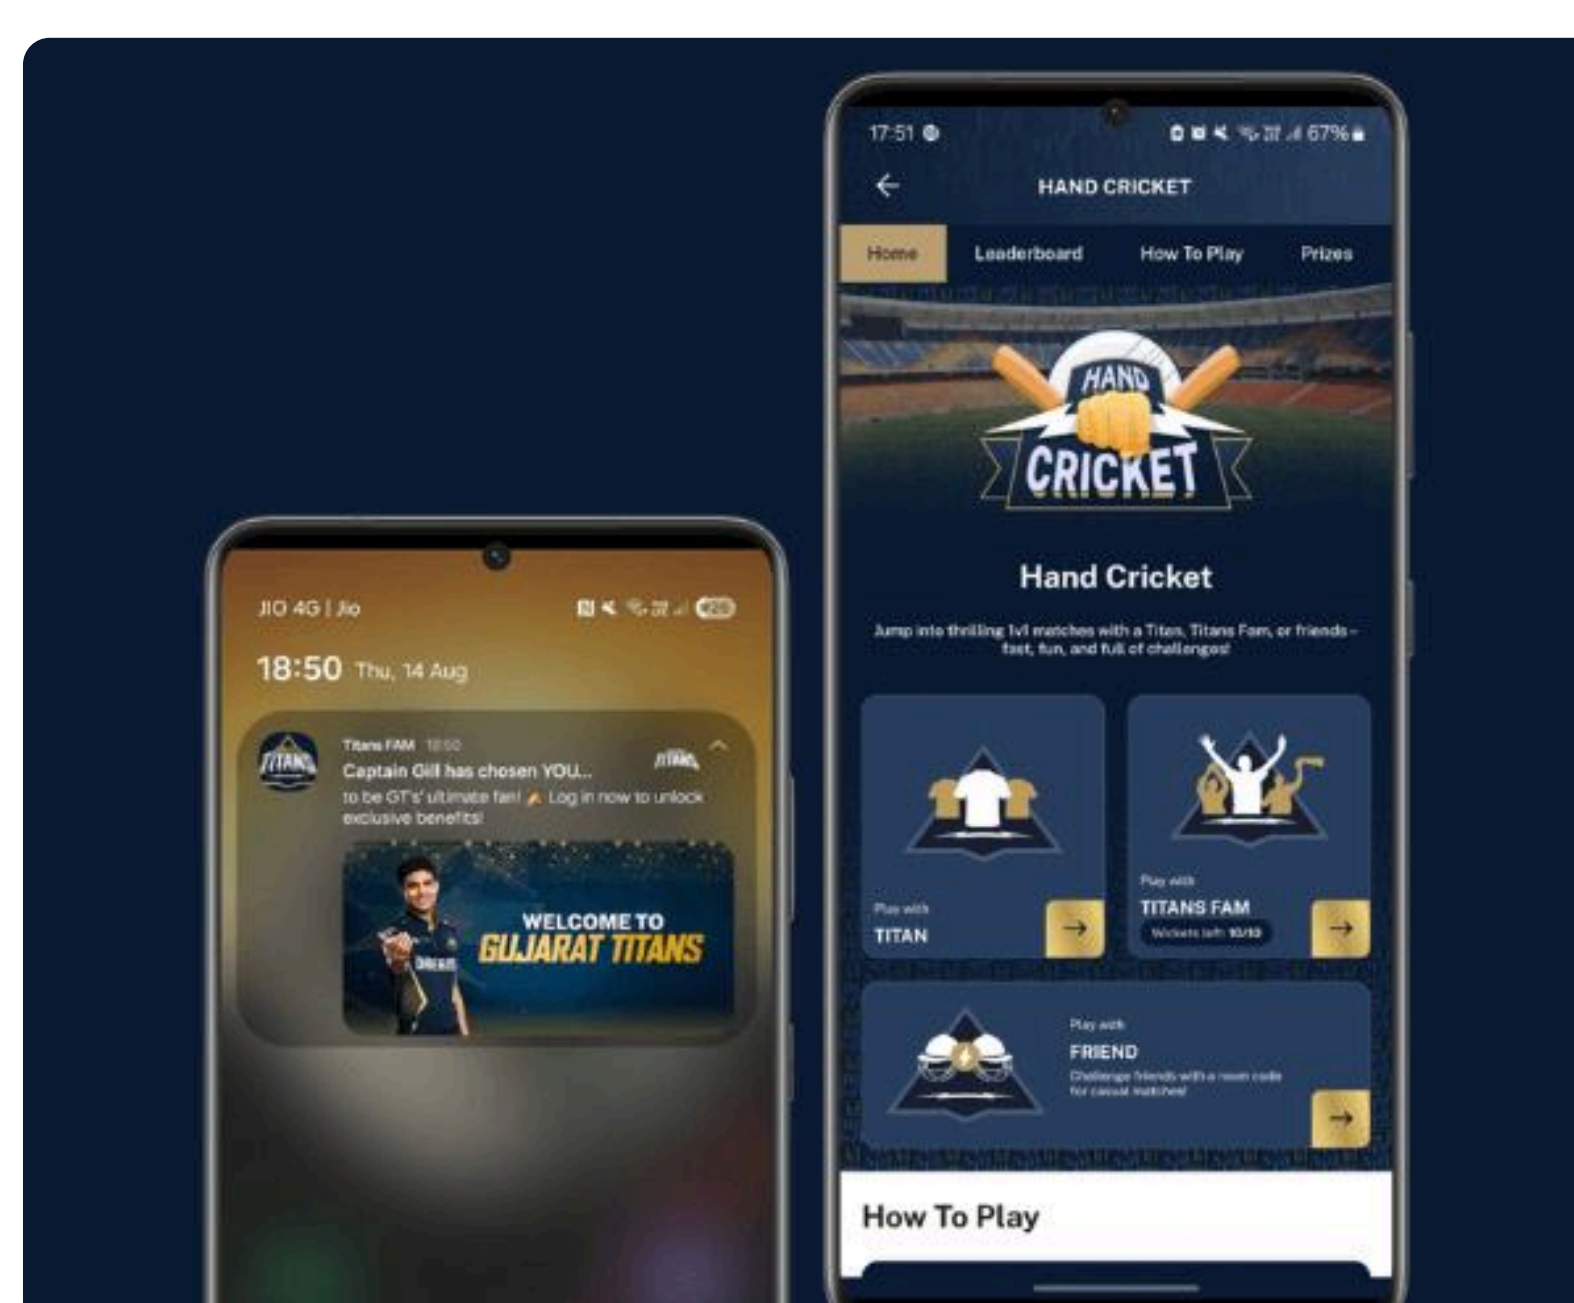 17:51
67%
HAND CRICKET
Home
Leaderboard
How To Play
Prizes
HAND
CRICKET
Hand Cricket
Jump into thrilling 1v1 matches with a Titan, Titans Fam, or friends –
fast, fun, and full of challenges!
Play with
TITAN
Play with
TITANS FAM
Wickets left: 10/10
Play with
FRIEND
Challenge friends with a room code
for casual matches!
How To Play
JIO 4G | Jio
18:50 Thu, 14 Aug
TITANS
Titans FAM 18:50
TITANS
Captain Gill has chosen YOU...
to be GT's' ultimate fan! Log in now to unlock
exclusive benefits!
WELCOME TO
GUJARAT TITANS